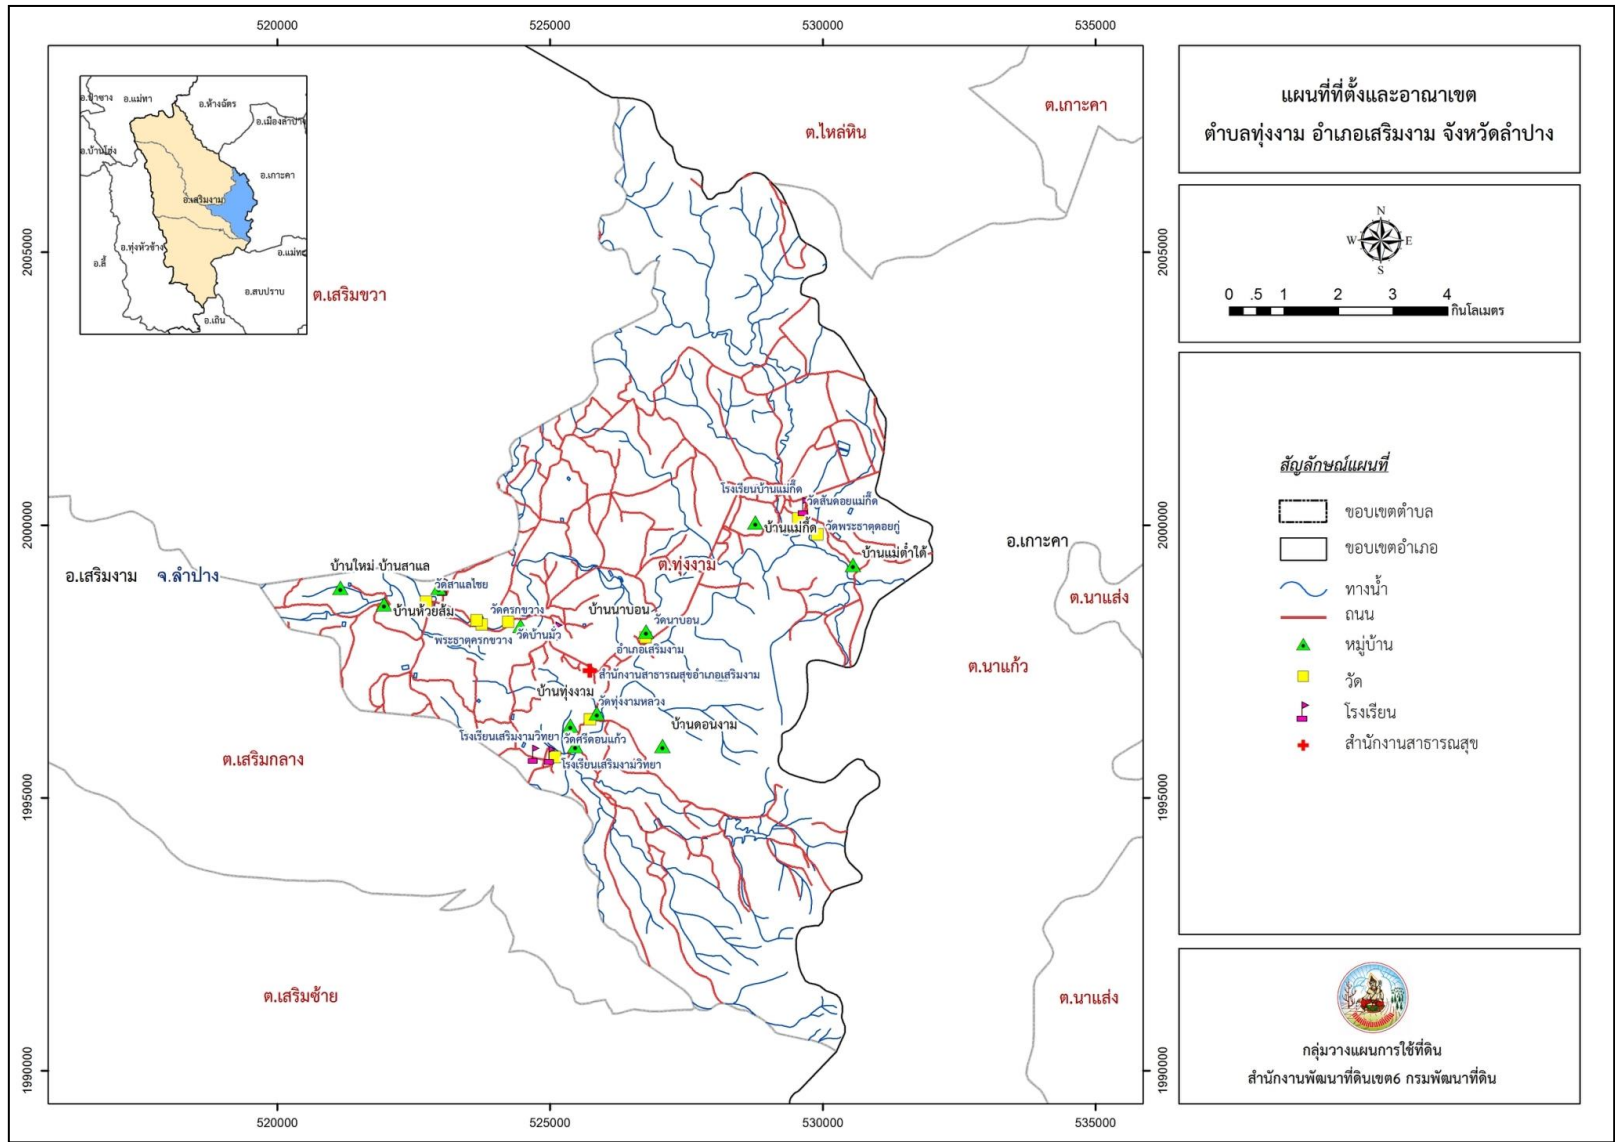 520000
525000
530000
535000
แผนที่ที่ตั้งและอาณาเขต
ตำบลทุ่งงาม อำเภอเสริมงาม จังหวัดลำปาง
อ.แม่ทา
อ.ห้างฉัตร
อ.บ้านโฮ่ง
อ.เกาะคา
อ.เสริมงาม
อ.ทุ่งหัวช้าง
อ.ลี้
อ.สบปราบ
อ.เถิน
ต.เกาะคา
ต.ไหล่หิน
N
W E
S
0 .5 1 2 3 4
กิโลเมตร
2005000
2005000
ต.เสริมขวา
สัญลักษณ์แผนที่
ขอบเขตตำบล
ขอบเขตอำเภอ
ทางน้ำ
ถนน
หมู่บ้าน
วัด
โรงเรียน
สำนักงานสาธารณสุข
โรงเรียนบ้านแม่กึ๊ด
วัดสันดอยแม่กึ๊ด
2000000
บ้านแม่กึ๊ด
วัดพระธาตุดอยกู่
2000000
อ.เกาะคา
บ้านแม่ต๋ำใต้
ต.ทุ่งงาม
อ.เสริมงาม
จ.ลำปาง
บ้านใหม่
บ้านสาแล
วัดสาแลไชย
บ้านห้วยส้ม
วัดครกขวาง
บ้านนาบอน
วัดนาบอน
พระธาตุครกขวาง
วัดบ้านมั่ว
อำเภอเสริมงาม
ต.นาแส่ง
ต.นาแก้ว
สำนักงานสาธารณสุขอำเภอเสริมงาม
บ้านทุ่งงาม
วัดทุ่งงามหลวง
บ้านดอนงาม
โรงเรียนเสริมงามวิทยา
วัดศรีดอนแก้ว
โรงเรียนเสริมงามวิทยา
ต.เสริมกลาง
1995000
1995000
ต.เสริมซ้าย
ต.นาแส่ง
1990000
1990000
กลุ่มวางแผนการใช้ที่ดิน
สำนักงานพัฒนาที่ดินเขต6 กรมพัฒนาที่ดิน
520000
525000
530000
535000